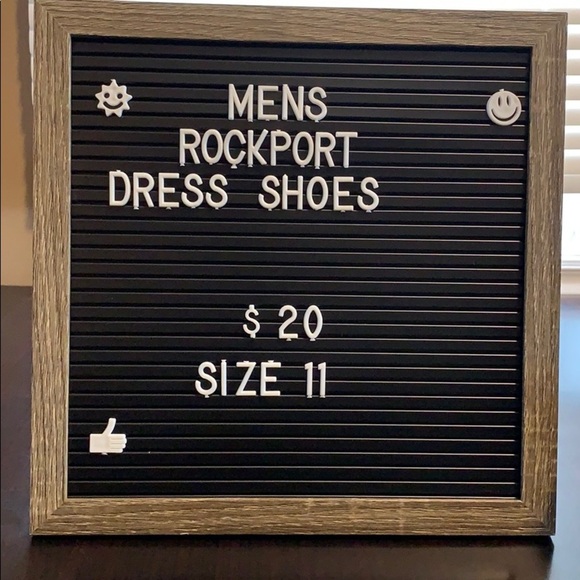 MENS
ROCKPORT
DRESS SHOES
$ 20
SIZE 11